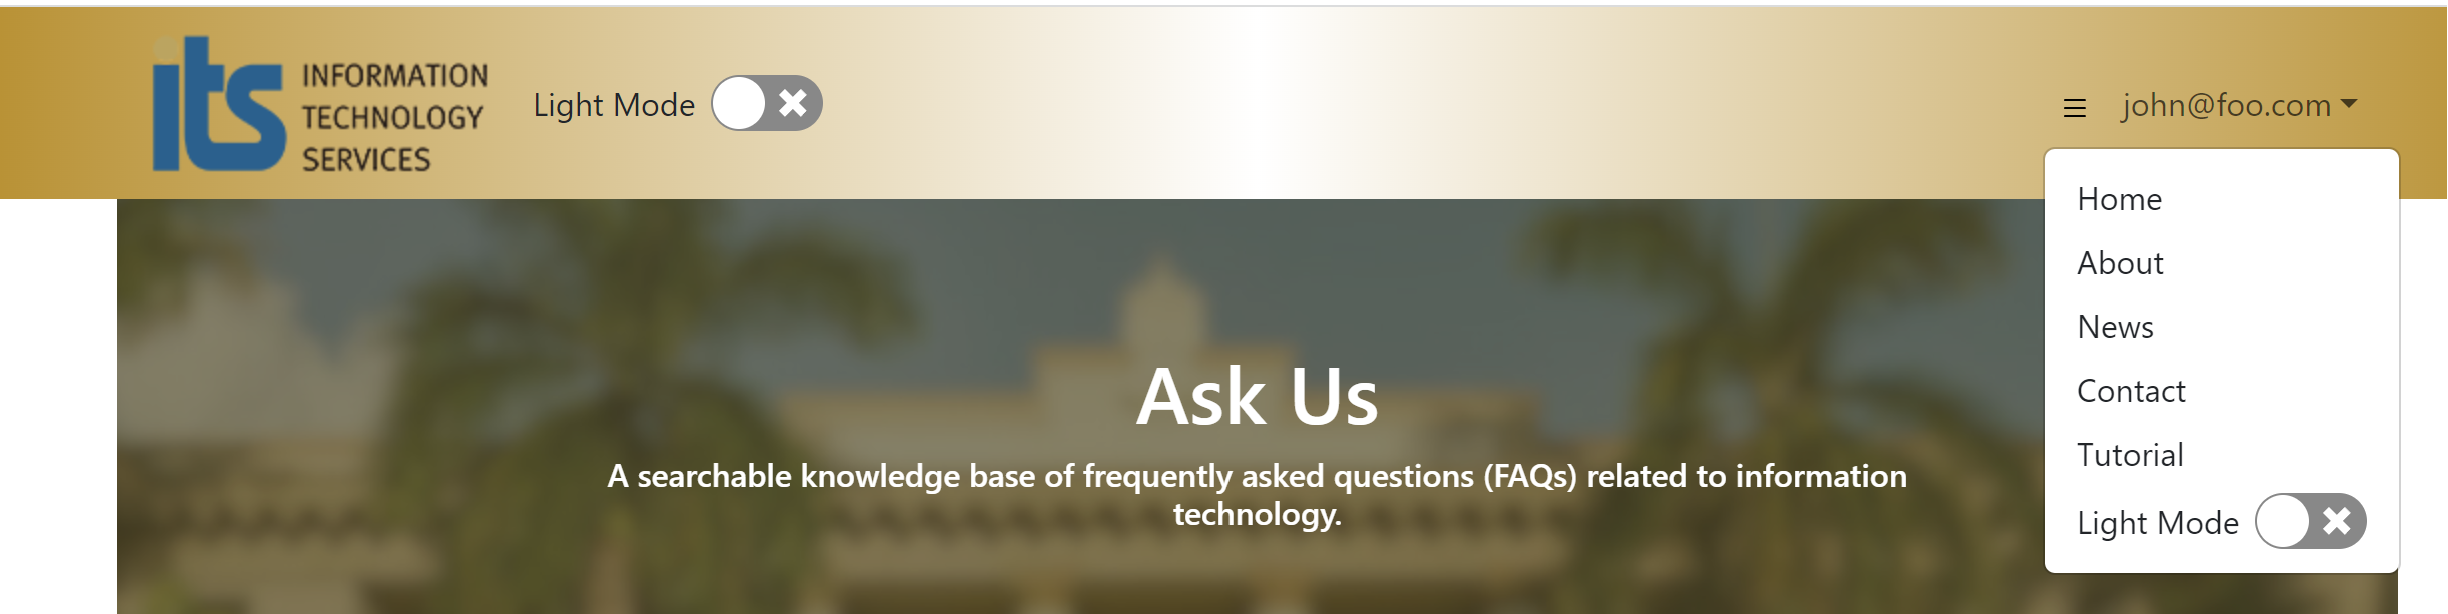 its INFORMATION
TECHNOLOGY
SERVICES
Light Mode
john@foo.com
Home
About
News
Contact
Tutorial
Light Mode
Ask Us
A searchable knowledge base of frequently asked questions (FAQs) related to information
technology.